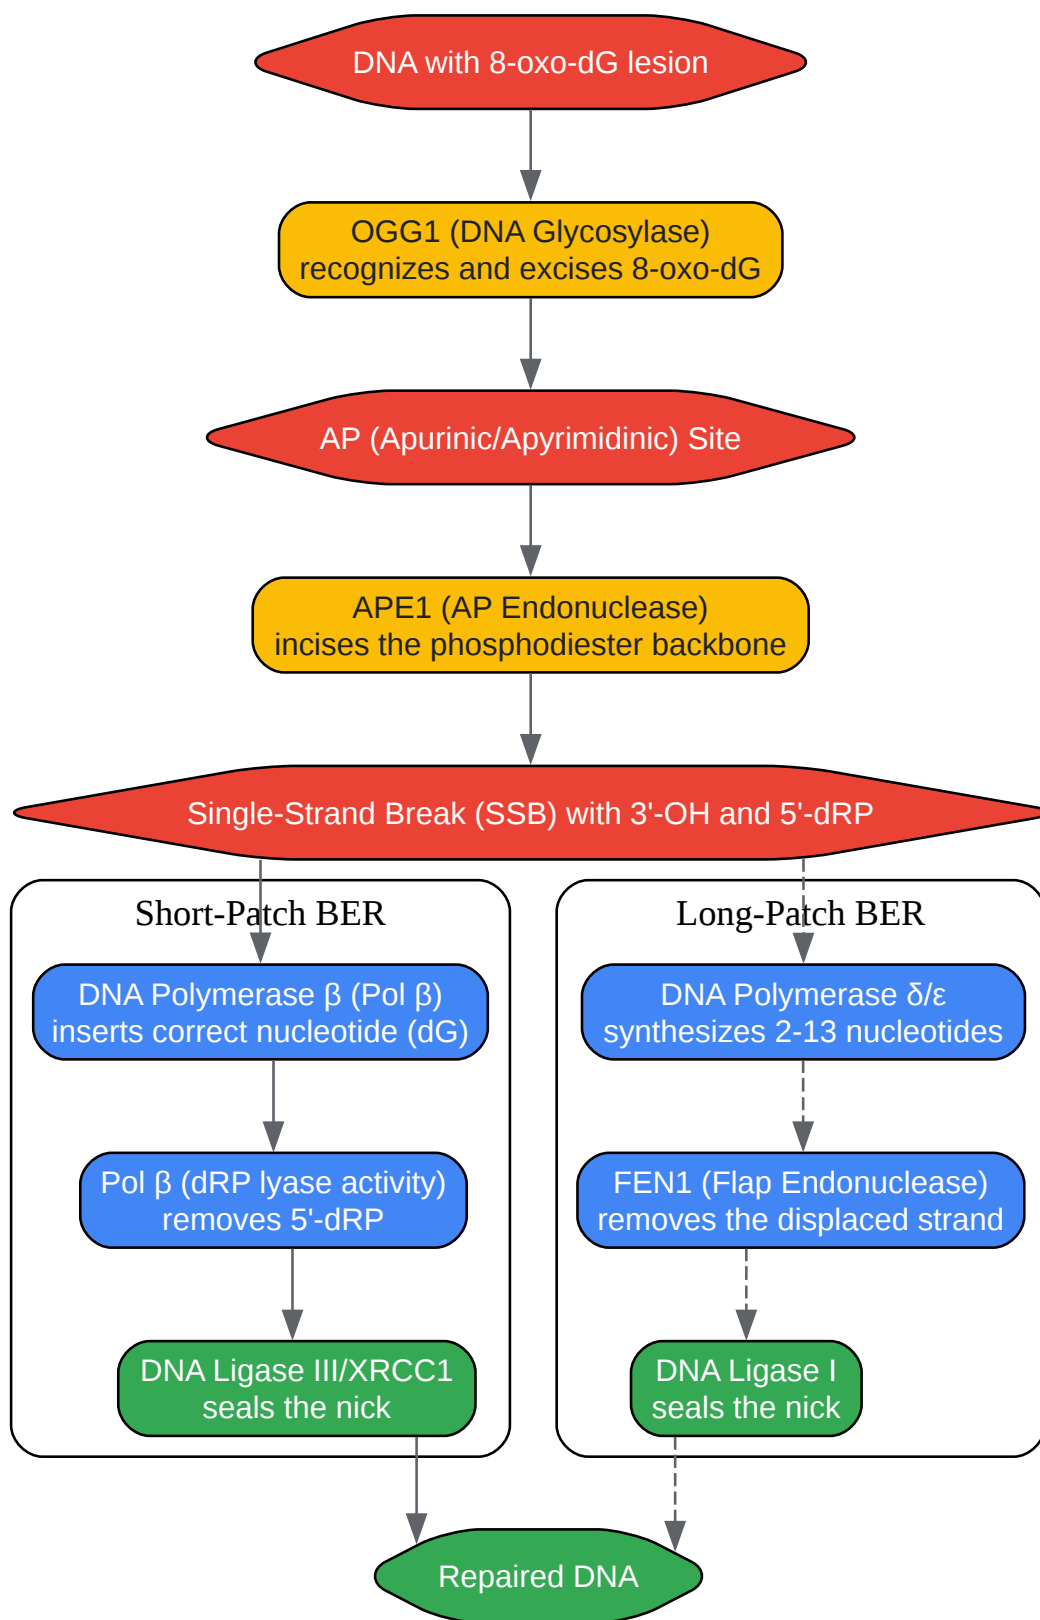 DNA with 8-oxo-dG lesion
OGG1 (DNA Glycosylase)
recognizes and excises 8-oxo-dG
AP (Apurinic/Apyrimidinic) Site
APE1 (AP Endonuclease)
incises the phosphodiester backbone
Single-Strand Break (SSB) with 3'-OH and 5'-dRP
Short-Patch BER
DNA Polymerase β (Pol β)
inserts correct nucleotide (dG)
Pol β (dRP lyase activity)
removes 5'-dRP
DNA Ligase III/XRCC1
seals the nick
Long-Patch BER
DNA Polymerase δ/ε
synthesizes 2-13 nucleotides
FEN1 (Flap Endonuclease)
removes the displaced strand
DNA Ligase I
seals the nick
Repaired DNA